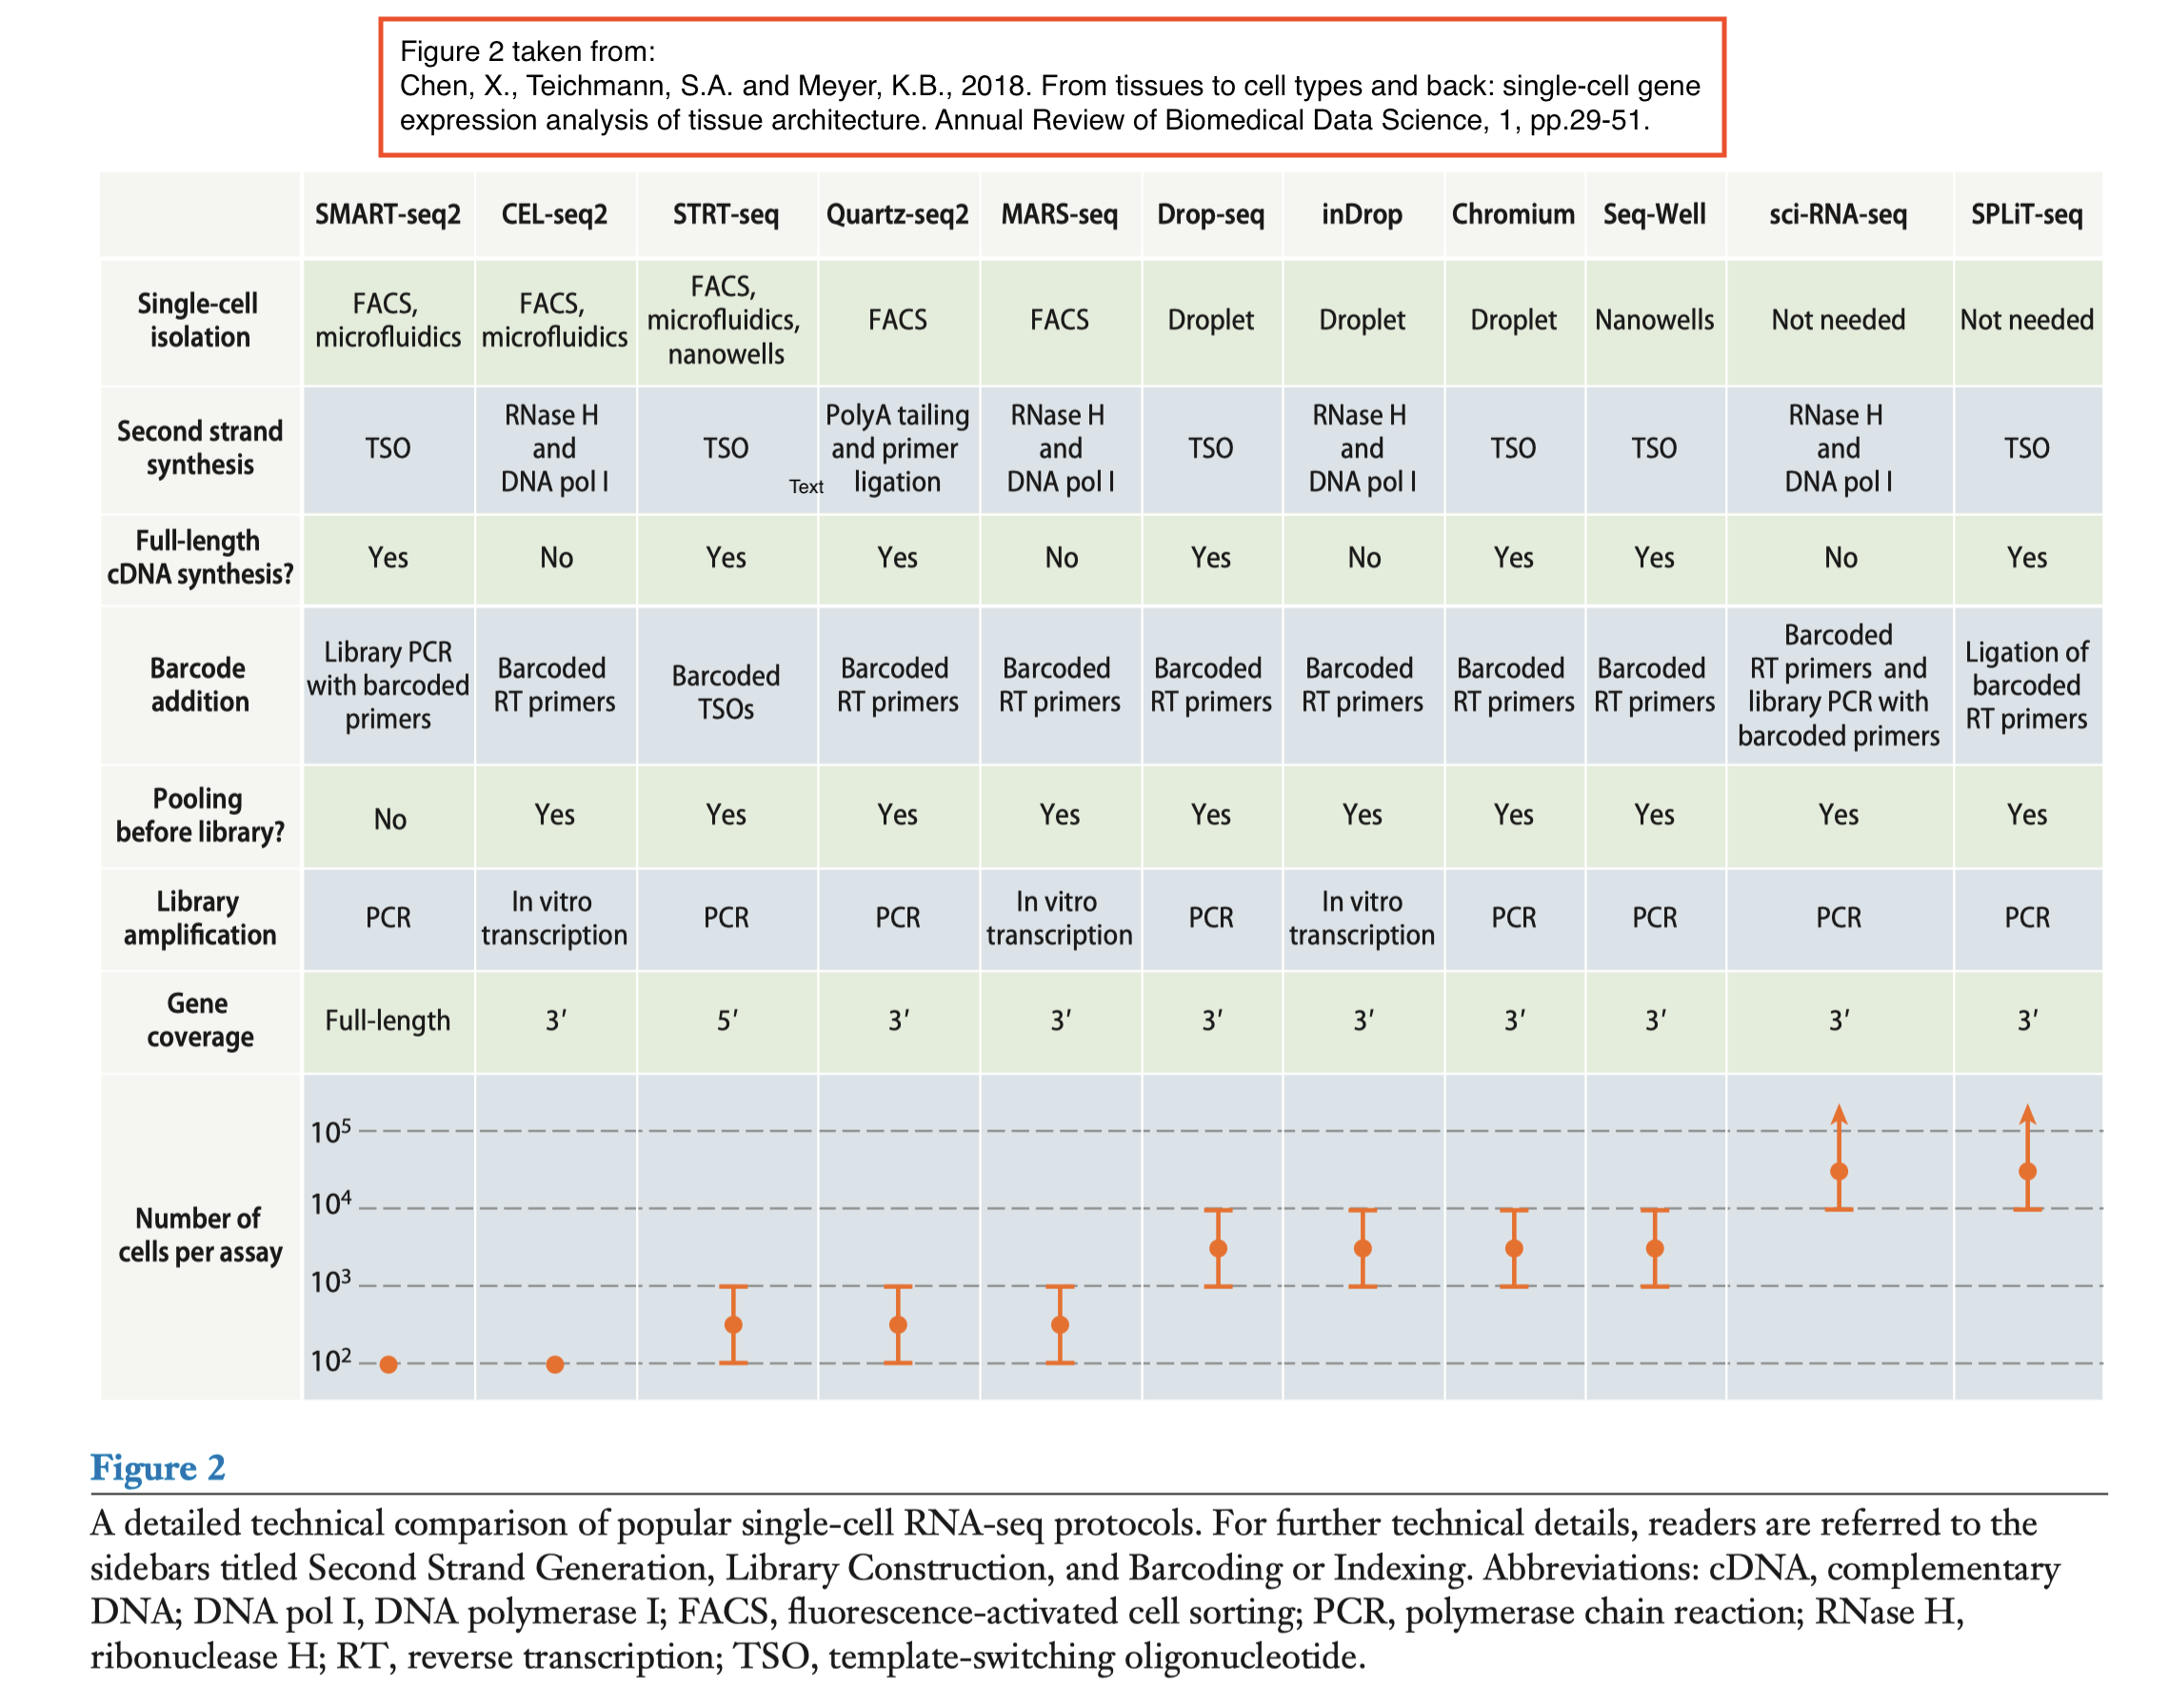 Figure 2 taken from:
Chen, X., Teichmann, S.A. and Meyer, K.B., 2018. From tissues to cell types and back: single-cell gene
expression analysis of tissue architecture. Annual Review of Biomedical Data Science, 1, pp.29-51.
SMART-seq2 CEL-seq2 STRT-seq Quartz-seq2 MARS-seq Drop-seq inDrop Chromium Seq-Well sci-RNA-seq SPLiT-seq
Single-cell
isolation
FACS,
microfluidics
FACS,
microfluidics
FACS,
microfluidics,
nanowells
FACS
FACS
Droplet
Droplet
Droplet
Nanowells
Not needed
Not needed
Second strand
synthesis
TSO
RNase H
and
DNA pol I
TSO
Text
PolyA tailing
and primer
ligation
RNase H
and
DNA pol I
TSO
RNase H
and
DNA pol I
TSO
TSO
RNase H
and
DNA pol I
TSO
Full-length
cDNA synthesis?
Yes
No
Yes
Yes
No
Yes
No
Yes
Yes
No
Yes
Barcode
addition
Library PCR
with barcoded
primers
Barcoded
RT primers
Barcoded
TSOs
Barcoded
RT primers
Barcoded
RT primers
Barcoded
RT primers
Barcoded
RT primers
Barcoded
RT primers
Barcoded
RT primers
Barcoded
RT primers and
library PCR with
barcoded primers
Ligation of
barcoded
RT primers
Pooling
before library?
No
Yes
Yes
Yes
Yes
Yes
Yes
Yes
Yes
Yes
Yes
Library
amplification
PCR
In vitro
transcription
PCR
PCR
In vitro
transcription
PCR
In vitro
transcription
PCR
PCR
PCR
PCR
Gene
coverage
Full-length
3′
5′
3′
3′
3′
3′
3′
3′
3′
3′
Number of
cells per assay
10⁵
10⁴
10³
10²
Figure 2
A detailed technical comparison of popular single-cell RNA-seq protocols. For further technical details, readers are referred to the
sidebars titled Second Strand Generation, Library Construction, and Barcoding or Indexing. Abbreviations: cDNA, complementary
DNA; DNA pol I, DNA polymerase I; FACS, fluorescence-activated cell sorting; PCR, polymerase chain reaction; RNase H,
ribonuclease H; RT, reverse transcription; TSO, template-switching oligonucleotide.